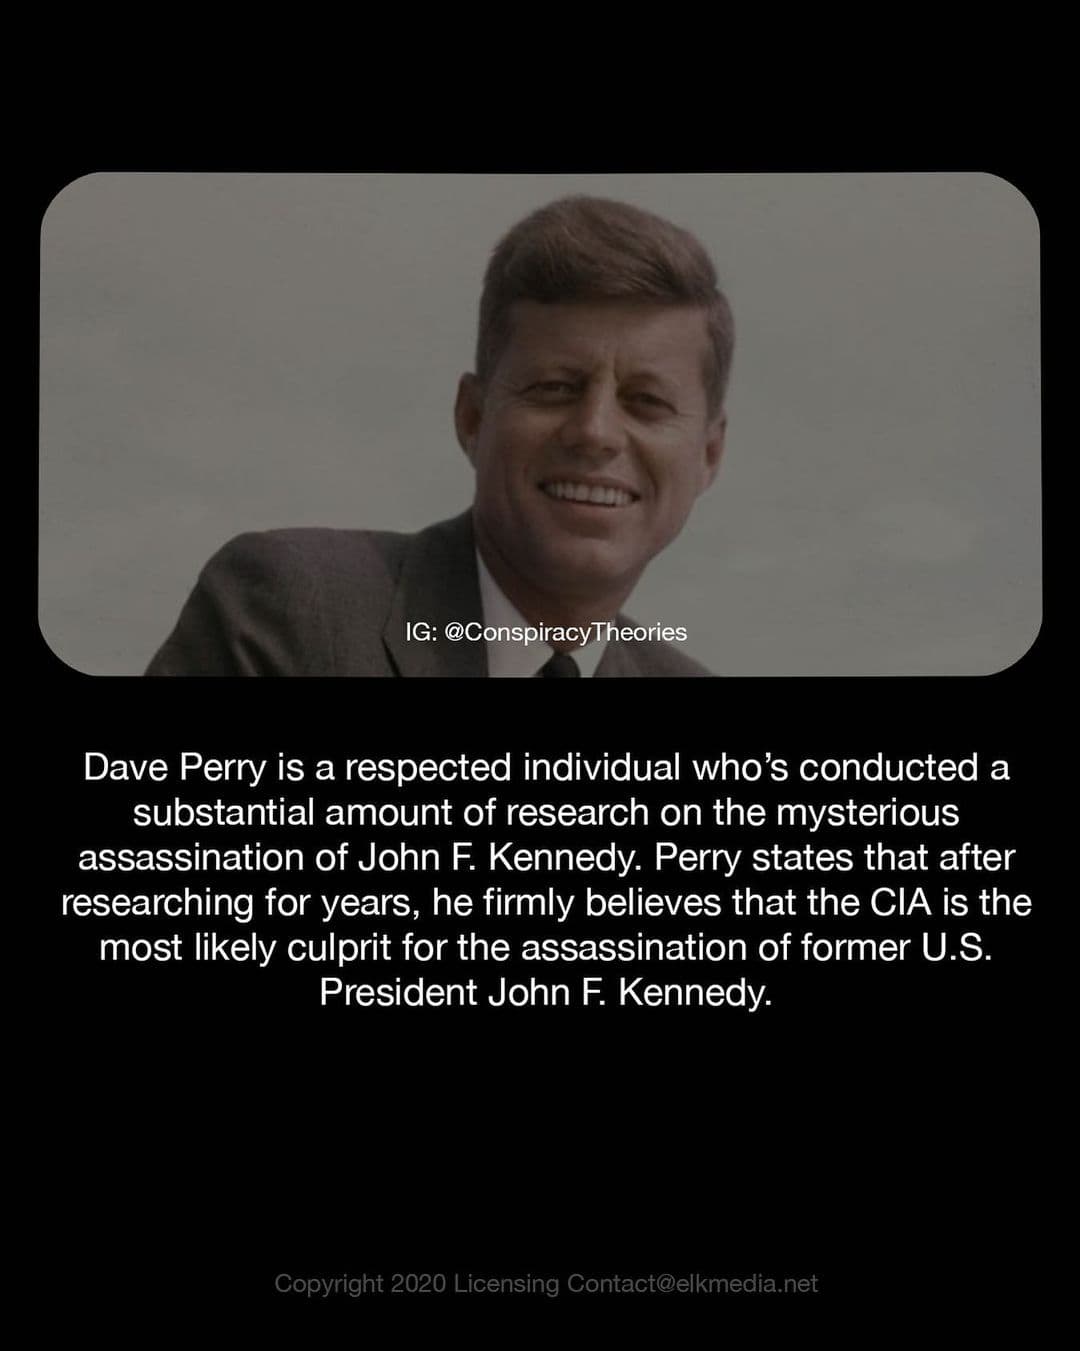 IG: @ConspiracyTheories
Dave Perry is a respected individual who’s conducted a
substantial amount of research on the mysterious
assassination of John F. Kennedy. Perry states that after
researching for years, he firmly believes that the CIA is the
most likely culprit for the assassination of former U.S.
President John F. Kennedy.
Copyright 2020 Licensing Contact@elkmedia.net